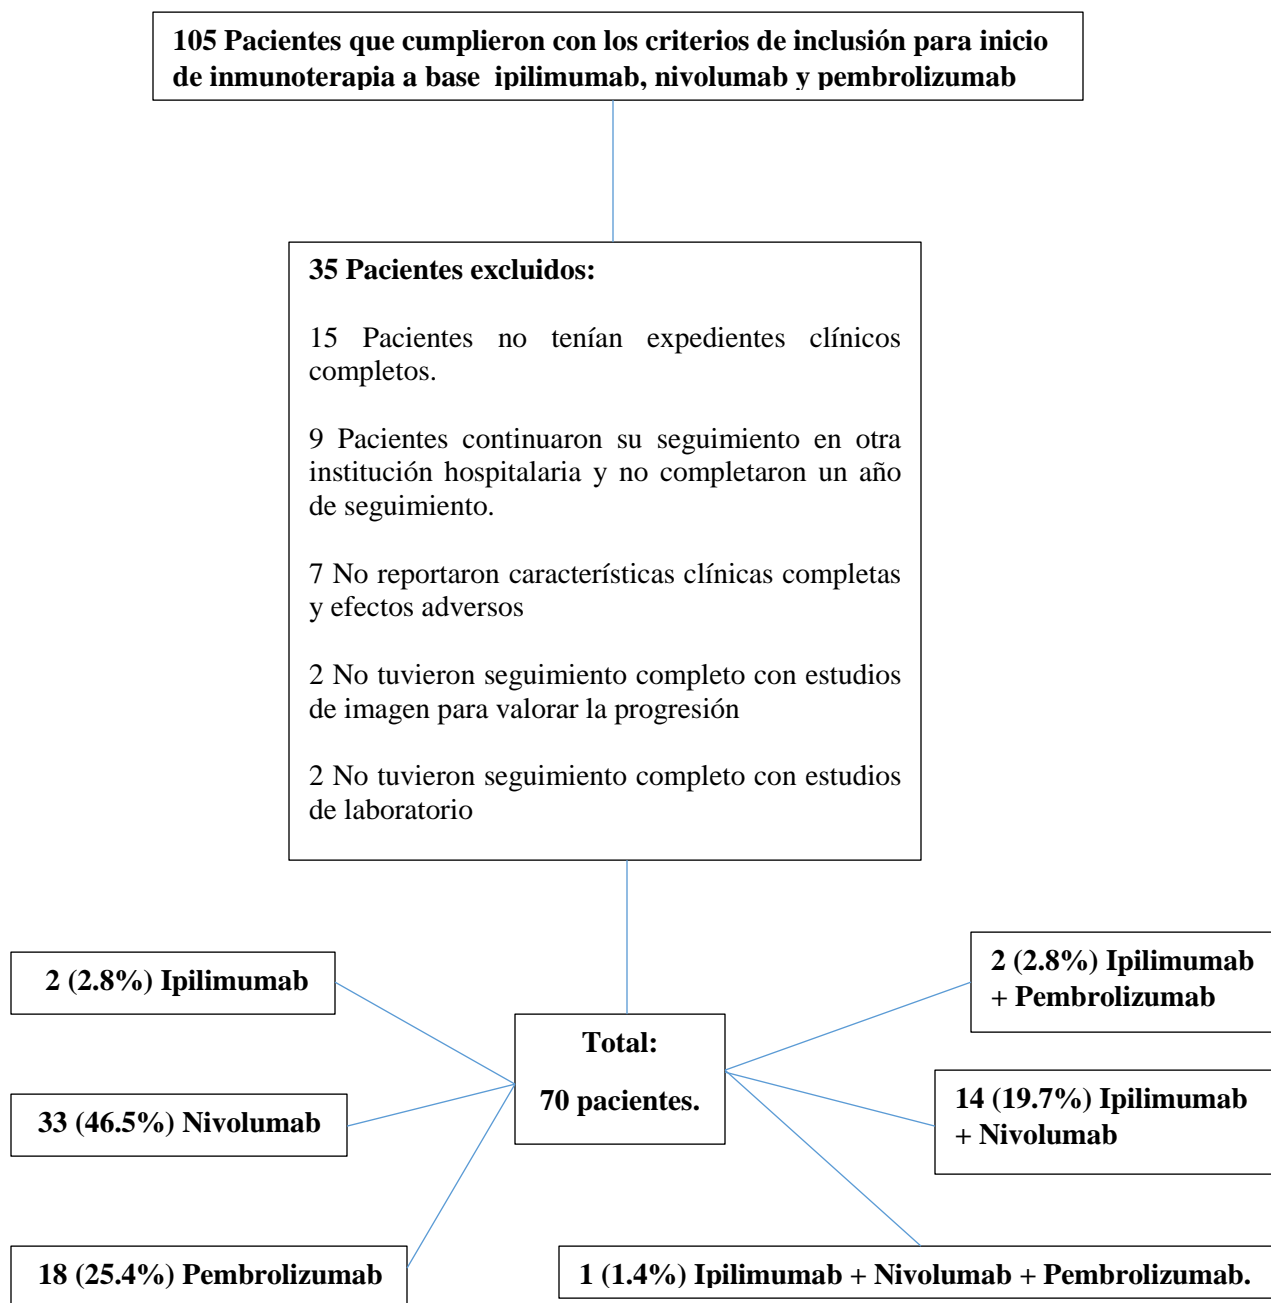 105 Pacientes que cumplieron con los criterios de inclusión para inicio
de inmunoterapia a base ipilimumab, nivolumab y pembrolizumab
35 Pacientes excluidos:
15 Pacientes no tenían expedientes clínicos
completos.
9 Pacientes continuaron su seguimiento en otra
institución hospitalaria y no completaron un año
de seguimiento.
7 No reportaron características clínicas completas
y efectos adversos
2 No tuvieron seguimiento completo con estudios
de imagen para valorar la progresión
2 No tuvieron seguimiento completo con estudios
de laboratorio
2 (2.8%) Ipilimumab
33 (46.5%) Nivolumab
18 (25.4%) Pembrolizumab
Total:
70 pacientes.
2 (2.8%) Ipilimumab
+ Pembrolizumab
14 (19.7%) Ipilimumab
+ Nivolumab
1 (1.4%) Ipilimumab + Nivolumab + Pembrolizumab.